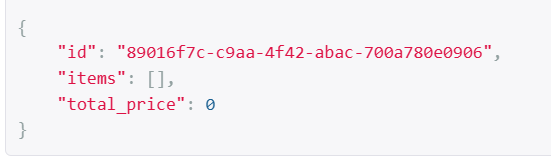 {
    "id": "89016f7c-c9aa-4f42-abac-700a780e0906",
    "items": [],
    "total_price": 0
}